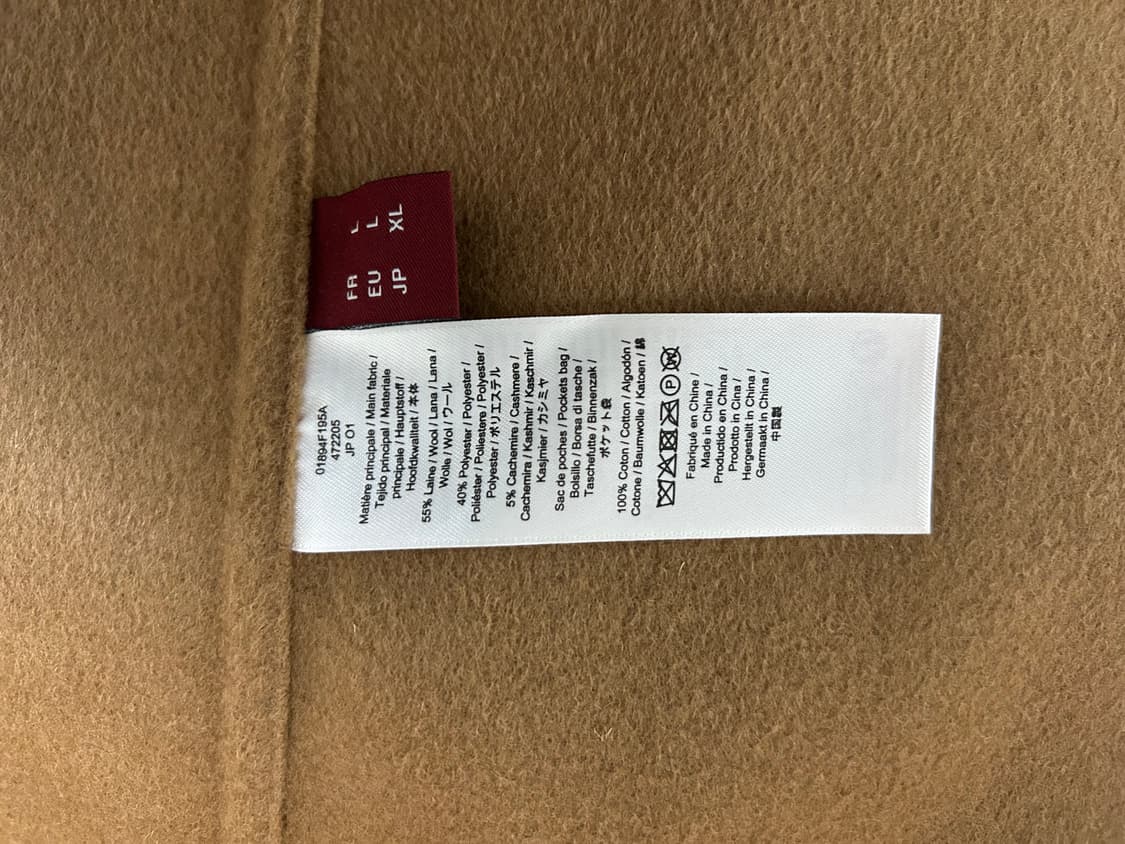 FR L
EU L
JP XL
01894F195A
472205
JP O1
Matière principale / Main fabric /
Tejido principal / Materiale
principale / Hauptstoff /
Hoofdkwaliteit / 本体
55% Laine / Wool / Lana / Lana /
Wolle / Wol / ウール
40% Polyester / Polyester /
Poliéster / Poliestere / Polyester /
Polyester / ポリエステル
5% Cachemire / Cashmere /
Cachemira / Kashmir / Kaschmir /
Kasjmier / カシミヤ
Sac de poches / Pockets bag /
Bolsillo / Borsa di tasche /
Taschefutte / Binnenzak /
ポケット袋
100% Coton / Cotton / Algodón /
Cotone / Baumwolle / Katoen / 綿
P W
Fabriqué en Chine /
Made in China /
Productido en China /
Prodotto in Cina /
Hergestellt in China /
Germaakt in China /
中国製